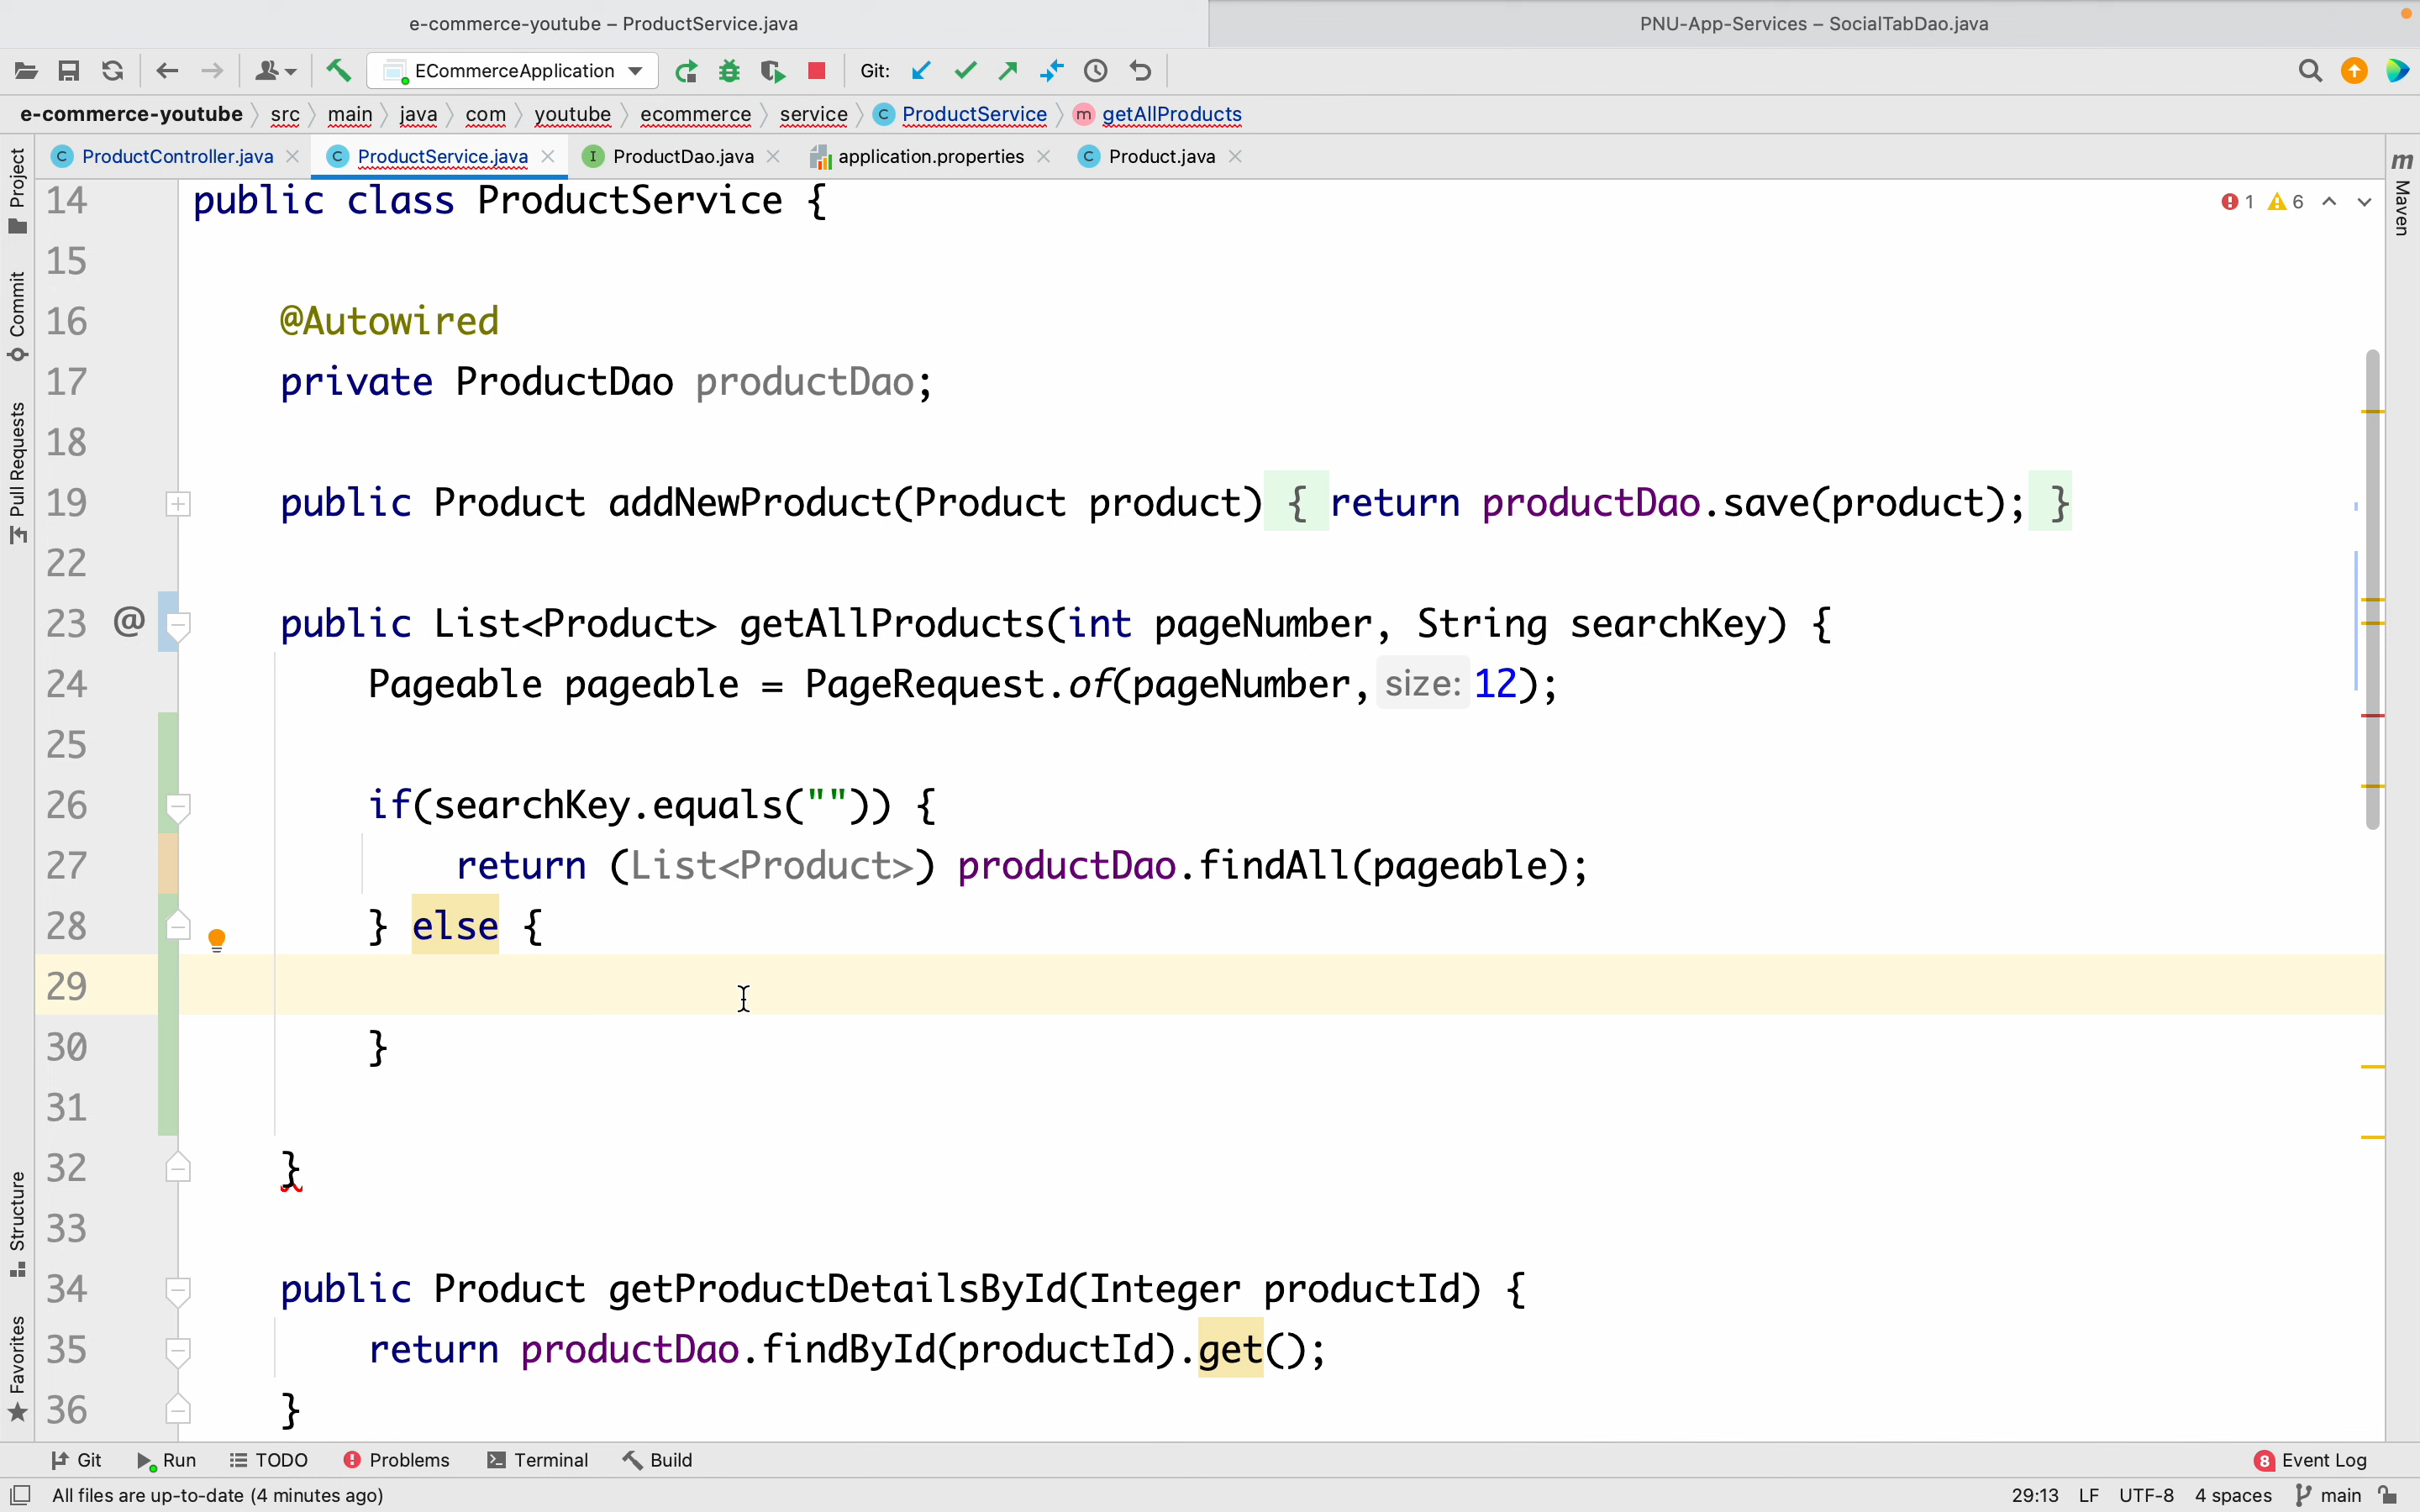 e-commerce-youtube – ProductService.java
PNU-App-Services – SocialTabDao.java
ECommerceApplication
Git:
e-commerce-youtube src main java com youtube ecommerce service C ProductService m getAllProducts
C ProductController.java C ProductService.java I ProductDao.java application.properties C Product.java
Project
Commit
Pull Requests
Structure
Favorites
m Maven
1 6
14 public class ProductService {
15
16 @Autowired
17 private ProductDao productDao;
18
19 public Product addNewProduct(Product product) { return productDao.save(product); }
22
23 @ public List<Product> getAllProducts(int pageNumber, String searchKey) {
24 Pageable pageable = PageRequest.of(pageNumber, size: 12);
25
26 if(searchKey.equals("")) {
27 return (List<Product>) productDao.findAll(pageable);
28 } else {
29
30 }
31
32 }
33
34 public Product getProductDetailsById(Integer productId) {
35 return productDao.findById(productId).get();
36 }
Git Run TODO Problems Terminal Build
8 Event Log
All files are up-to-date (4 minutes ago)
29:13 LF UTF-8 4 spaces main